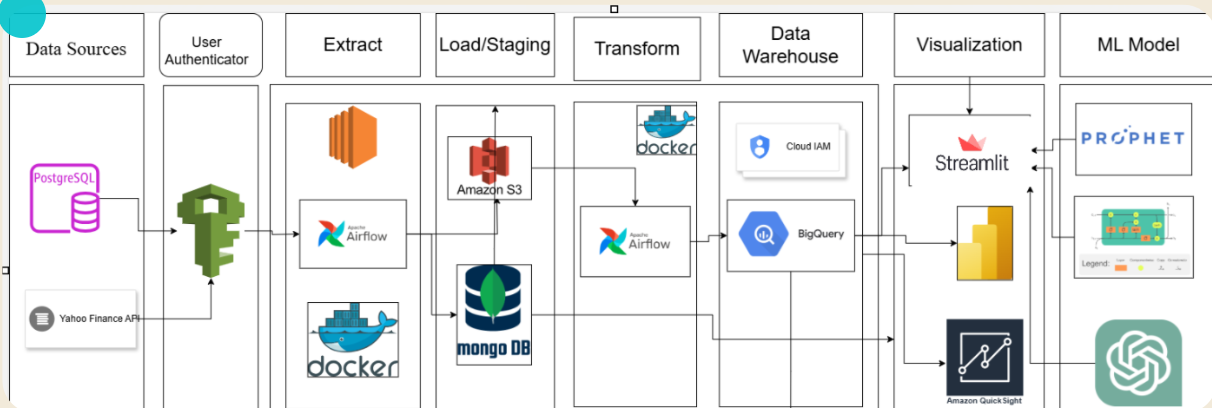 Data Sources
User
Authenticator
Extract
Load/Staging
Transform
Data
Warehouse
Visualization
ML Model
PostgreSQL
Yahoo Finance API
Apache
Airflow
docker
Amazon S3
mongo DB
docker
Apache
Airflow
Cloud IAM
BigQuery
Streamlit
Amazon QuickSight
PROPHET
Legend: